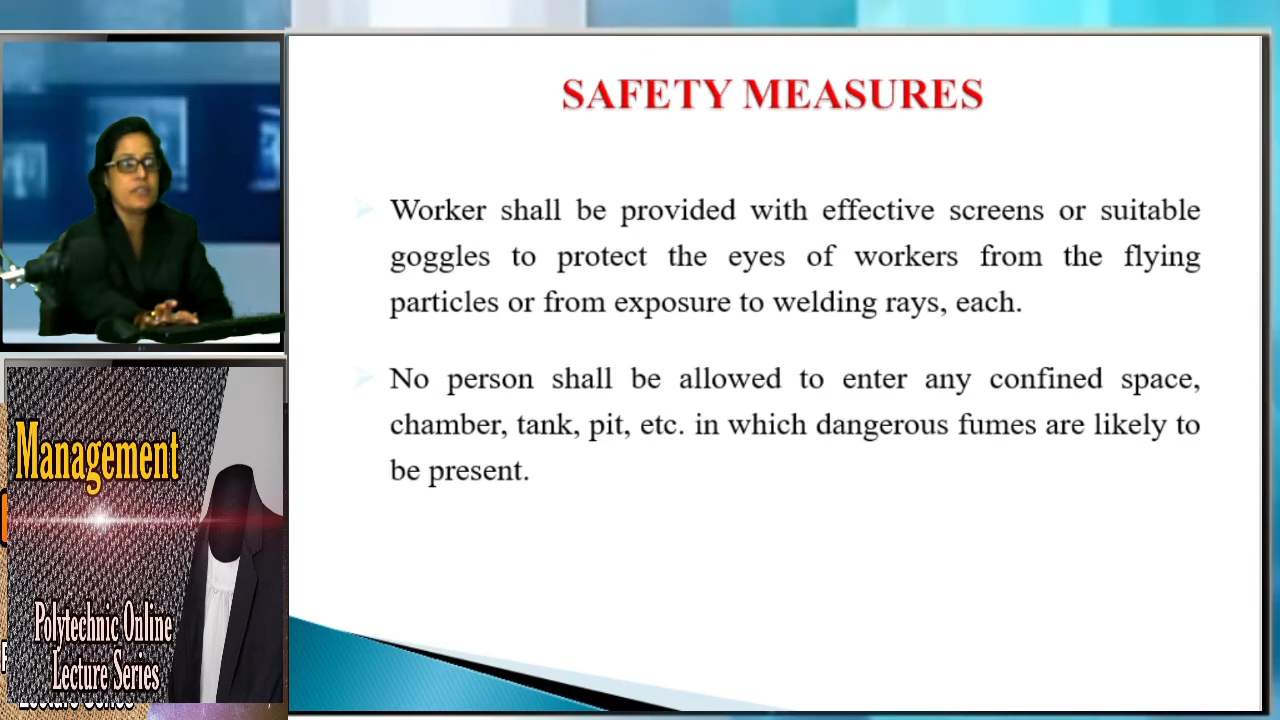 SAFETY MEASURES
Worker shall be provided with effective screens or suitable
goggles to protect the eyes of workers from the flying
particles or from exposure to welding rays, each.
No person shall be allowed to enter any confined space,
chamber, tank, pit, etc. in which dangerous fumes are likely to
be present.
Management
Polytechnic Online
Lecture Series